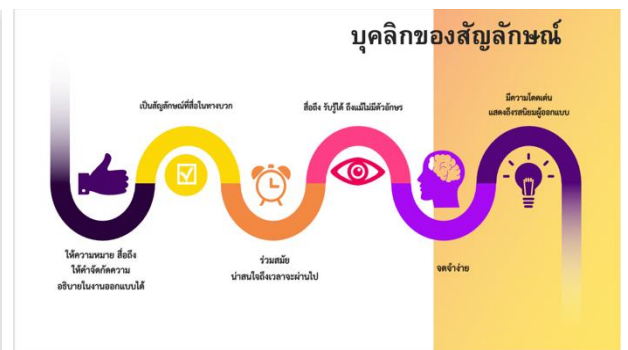 บุคลิกของสัญลักษณ์
ให้ความหมาย สื่อถึง
ให้คำจัดกัดความ
อธิบายในงานออกแบบได้
เป็นสัญลักษณ์ที่สื่อในทางบวก
ร่วมสมัย
น่าสนใจถึงเวลาจะผ่านไป
สื่อถึง รับรู้ได้ ถึงแม้ไม่มีตัวอักษร
จดจำง่าย
มีความโดดเด่น
แสดงถึงรสนิยมผู้ออกแบบ